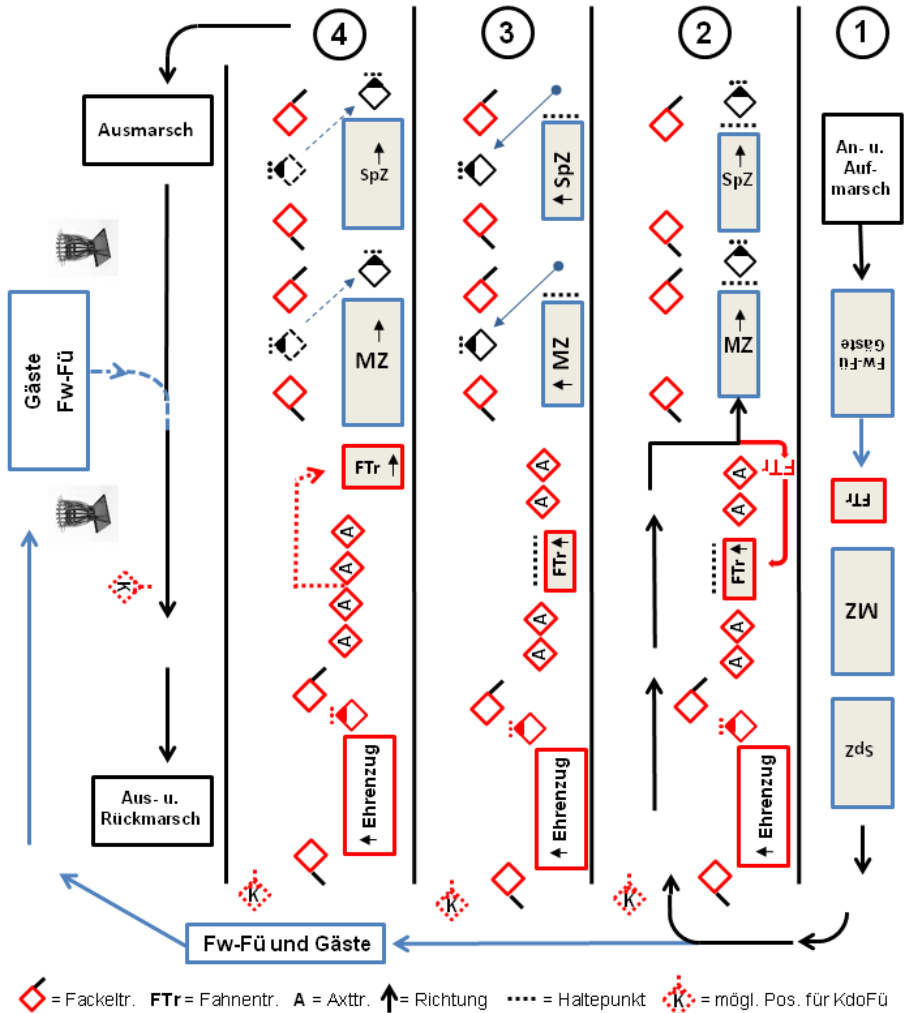 4
3
2
1
Ausmarsch
SpZ
SpZ
SpZ
An- u.
Auf-
marsch
Gäste
Fw-Fü
MZ
MZ
MZ
Fw-Fü
Gäste
FTr
A
A
A
A
A
A
FTr
A
A
FTr
A
A
FTr
A
A
FTr
MZ
K
Aus- u.
Rückmarsch
Ehrenzug
Ehrenzug
Ehrenzug
SpZ
K
K
K
Fw-Fü und Gäste
= Fackeltr. FTr = Fahnentr. A = Axttr. = Richtung = Haltepunkt K = mögl. Pos. für KdoFü